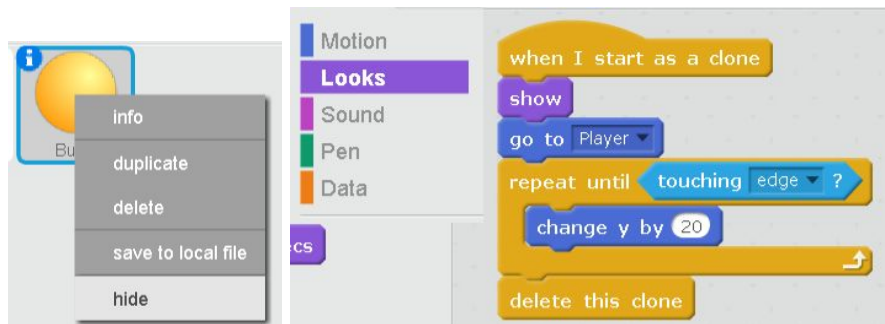 i
Bu
info
duplicate
delete
save to local file
hide
Motion
Looks
Sound
Pen
Data
cs
when I start as a clone
show
go to Player
repeat until touching edge ?
change y by 20
delete this clone